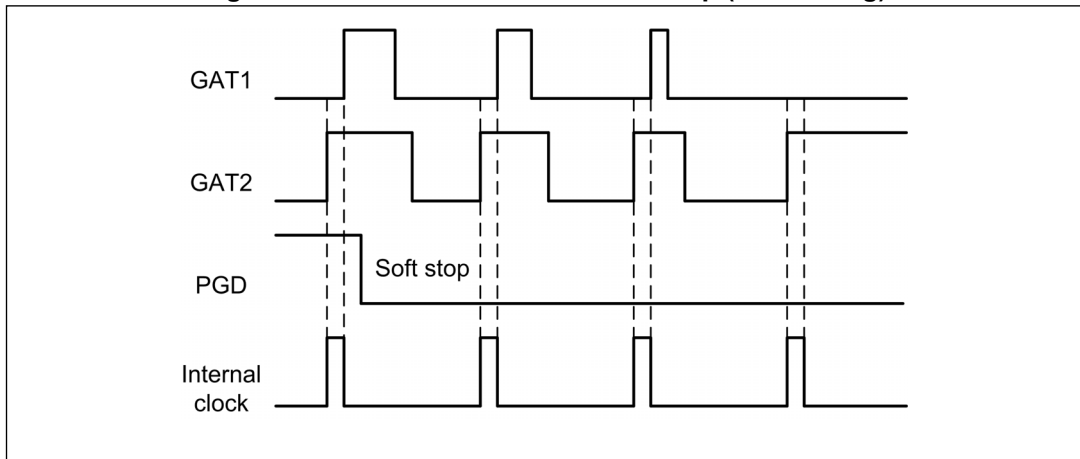 GAT1
GAT2
Soft stop
PGD
Internal
clock